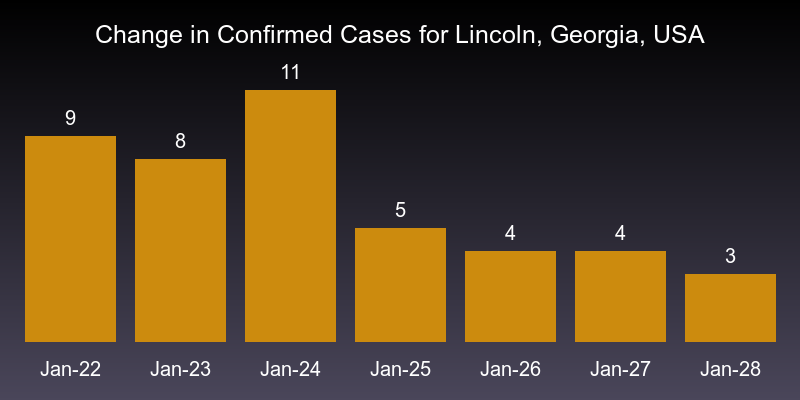 Change in Confirmed Cases for Lincoln, Georgia, USA
9
8
11
5
4
4
3
Jan-22
Jan-23
Jan-24
Jan-25
Jan-26
Jan-27
Jan-28